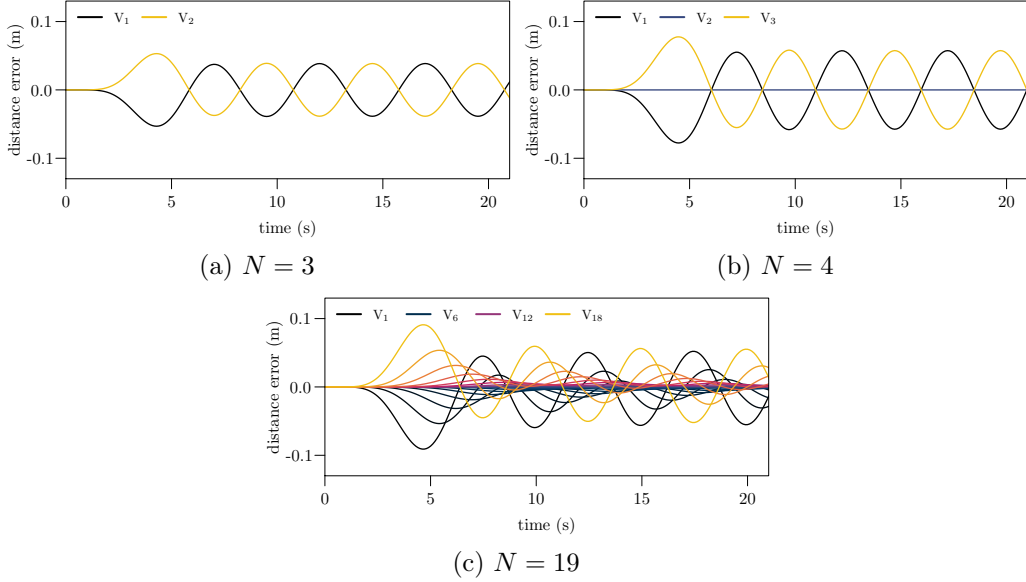 V₁ V₂
distance error (m)
0.1
0.0
-0.1
0 5 10 15 20
time (s)
(a) N = 3
V₁ V₂ V₃
distance error (m)
0.1
0.0
-0.1
0 5 10 15 20
time (s)
(b) N = 4
V₁ V₆ V₁₂ V₁₈
distance error (m)
0.1
0.0
-0.1
0 5 10 15 20
time (s)
(c) N = 19